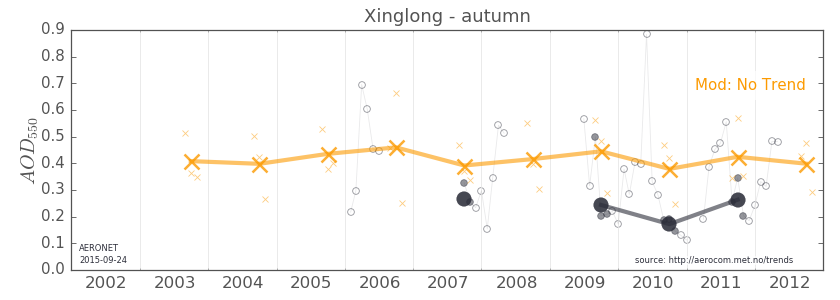 Xinglong - autumn
0.9
0.8
0.7
0.6
0.5
0.4
0.3
0.2
0.1
0.0
AOD550
Mod: No Trend
AERONET
2015-09-24
source: http://aerocom.met.no/trends
2002 2003 2004 2005 2006 2007 2008 2009 2010 2011 2012